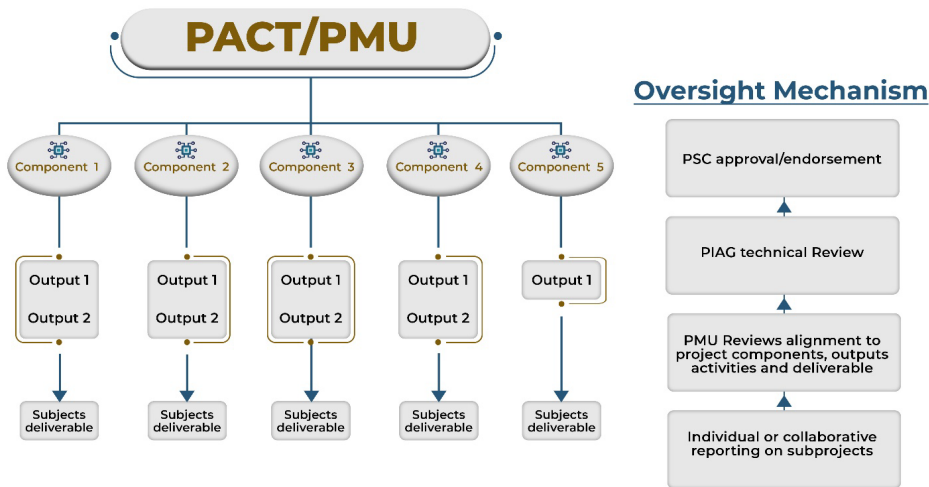 PACT/PMU
Component 1
Component 2
Component 3
Component 4
Component 5
Output 1
Output 2
Output 1
Output 2
Output 1
Output 2
Output 1
Output 2
Output 1
Subjects
deliverable
Subjects
deliverable
Subjects
deliverable
Subjects
deliverable
Subjects
deliverable
Oversight Mechanism
PSC approval/endorsement
PIAG technical Review
PMU Reviews alignment to
project components, outputs
activities and deliverable
Individual or collaborative
reporting on subprojects